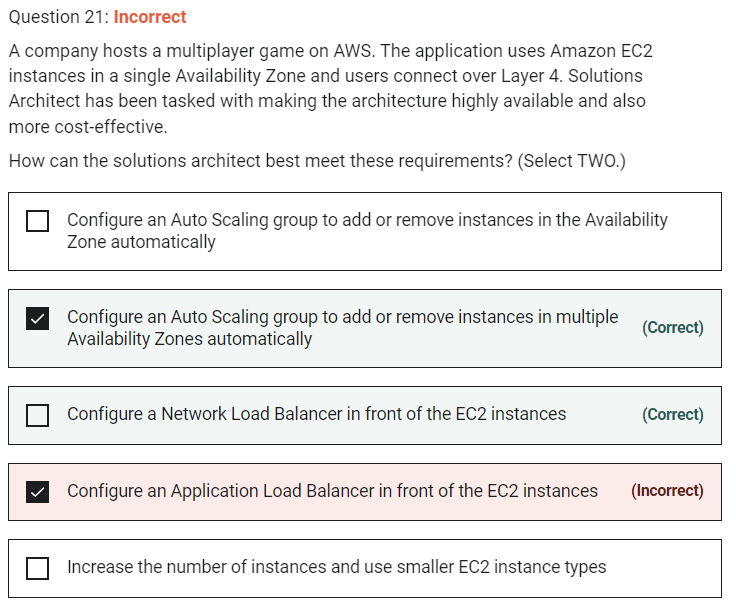 Question 21: Incorrect
A company hosts a multiplayer game on AWS. The application uses Amazon EC2
instances in a single Availability Zone and users connect over Layer 4. Solutions
Architect has been tasked with making the architecture highly available and also
more cost-effective.
How can the solutions architect best meet these requirements? (Select TWO.)
Configure an Auto Scaling group to add or remove instances in the Availability
Zone automatically
Configure an Auto Scaling group to add or remove instances in multiple
Availability Zones automatically
(Correct)
Configure a Network Load Balancer in front of the EC2 instances
(Correct)
Configure an Application Load Balancer in front of the EC2 instances
(Incorrect)
Increase the number of instances and use smaller EC2 instance types